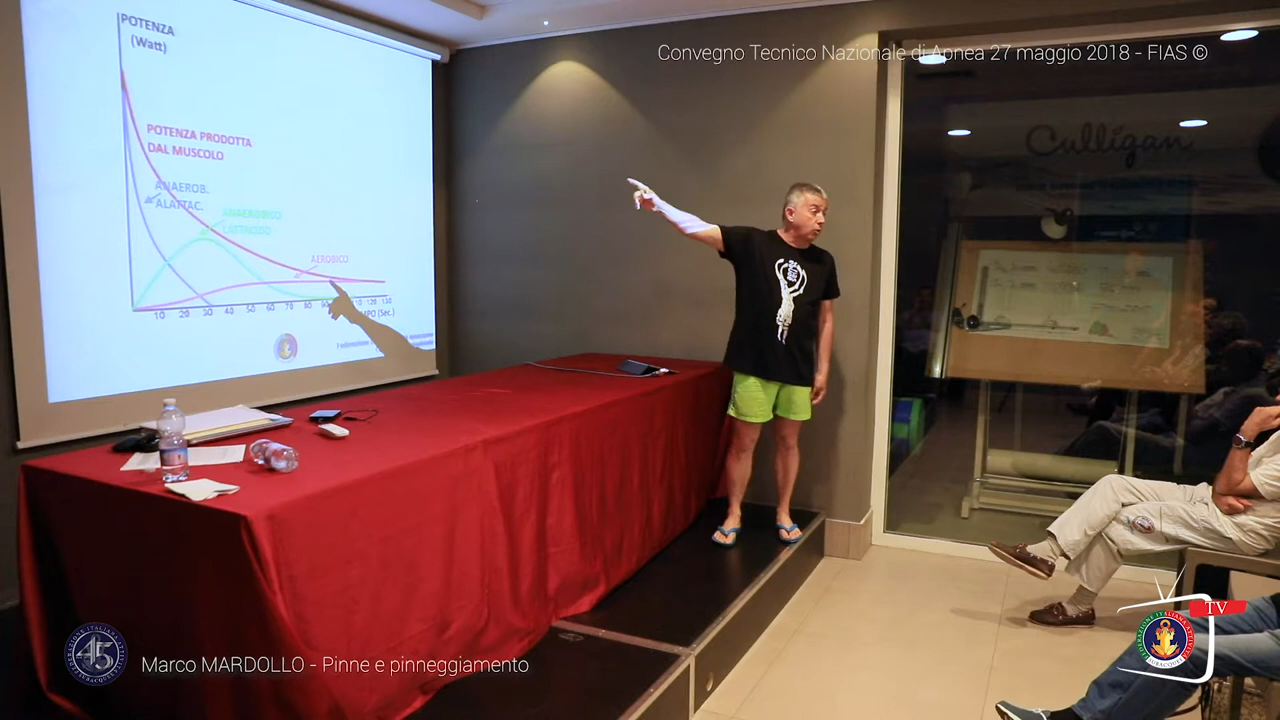 Convegno Tecnico Nazionale di Apnea 27 maggio 2018 - FIAS ©
POTENZA
(Watt)
POTENZA PRODOTTA
DAL MUSCOLO
ANAEROB.
ALATTAC.
ANAEROBICO
LATTACIDO
AEROBICO
10 20 30 40 50 60 70 80 90 110 120 130
(Sec.)
Culligan
45
Marco MARDOLLO - Pinne e pinneggiamento
TV